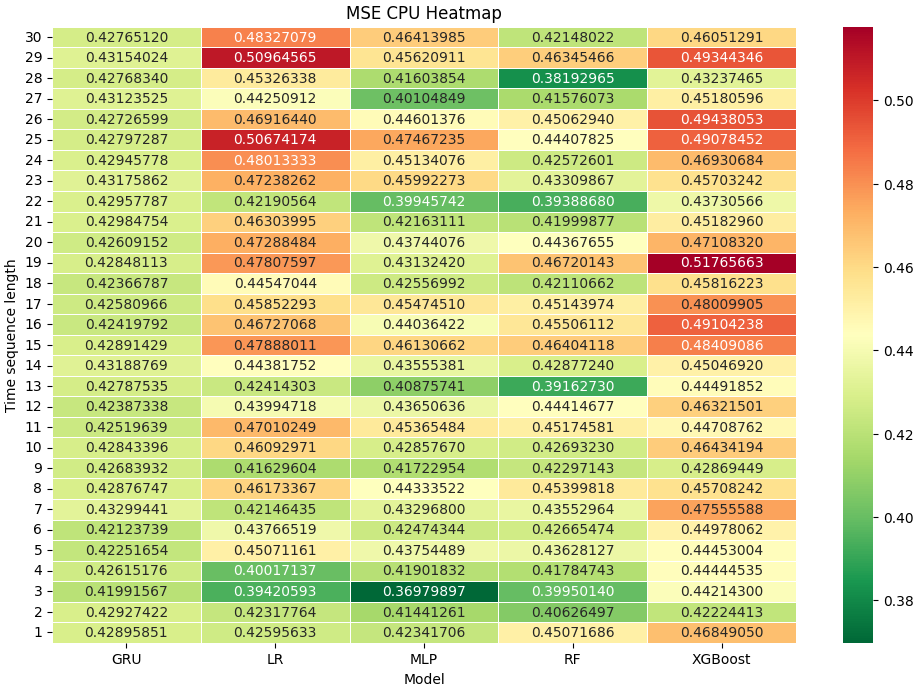 MSE CPU Heatmap
30 0.42765120 0.48327079 0.46413985 0.42148022 0.46051291
29 0.43154024 0.50964565 0.45620911 0.46345466 0.49344346
28 0.42768340 0.45326338 0.41603854 0.38192965 0.43237465
27 0.43123525 0.44250912 0.40104849 0.41576073 0.45180596
26 0.42726599 0.46916440 0.44601376 0.45062940 0.49438053
25 0.42797287 0.50674174 0.47467235 0.44407825 0.49078452
24 0.42945778 0.48013333 0.45134076 0.42572601 0.46930684
23 0.43175862 0.47238262 0.45992273 0.43309867 0.45703242
22 0.42957787 0.42190564 0.39945742 0.39388680 0.43730566
21 0.42984754 0.46303995 0.42163111 0.41999877 0.45182960
20 0.42609152 0.47288484 0.43744076 0.44367655 0.47108320
19 0.42848113 0.47807597 0.43132420 0.46720143 0.51765663
18 0.42366787 0.44547044 0.42556992 0.42110662 0.45816223
17 0.42580966 0.45852293 0.45474510 0.45143974 0.48009905
16 0.42419792 0.46727068 0.44036422 0.45506112 0.49104238
15 0.42891429 0.47888011 0.46130662 0.46404118 0.48409086
14 0.43188769 0.44381752 0.43555381 0.42877240 0.45046920
13 0.42787535 0.42414303 0.40875741 0.39162730 0.44491852
12 0.42387338 0.43994718 0.43650636 0.44414677 0.46321501
11 0.42519639 0.47010249 0.45365484 0.45174581 0.44708762
10 0.42843396 0.46092971 0.42857670 0.42693230 0.46434194
9 0.42683932 0.41629604 0.41722954 0.42297143 0.42869449
8 0.42876747 0.46173367 0.44333522 0.45399818 0.45708242
7 0.43299441 0.42146435 0.43296800 0.43552964 0.47555588
6 0.42123739 0.43766519 0.42474344 0.42665474 0.44978062
5 0.42251654 0.45071161 0.43754489 0.43628127 0.44453004
4 0.42615176 0.40017137 0.41901832 0.41784743 0.44444535
3 0.41991567 0.39420593 0.36979897 0.39950140 0.44214300
2 0.42927422 0.42317764 0.41441261 0.40626497 0.42224413
1 0.42895851 0.42595633 0.42341706 0.45071686 0.46849050
GRU LR MLP RF XGBoost
Model
Time sequence length
0.50
0.48
0.46
0.44
0.42
0.40
0.38